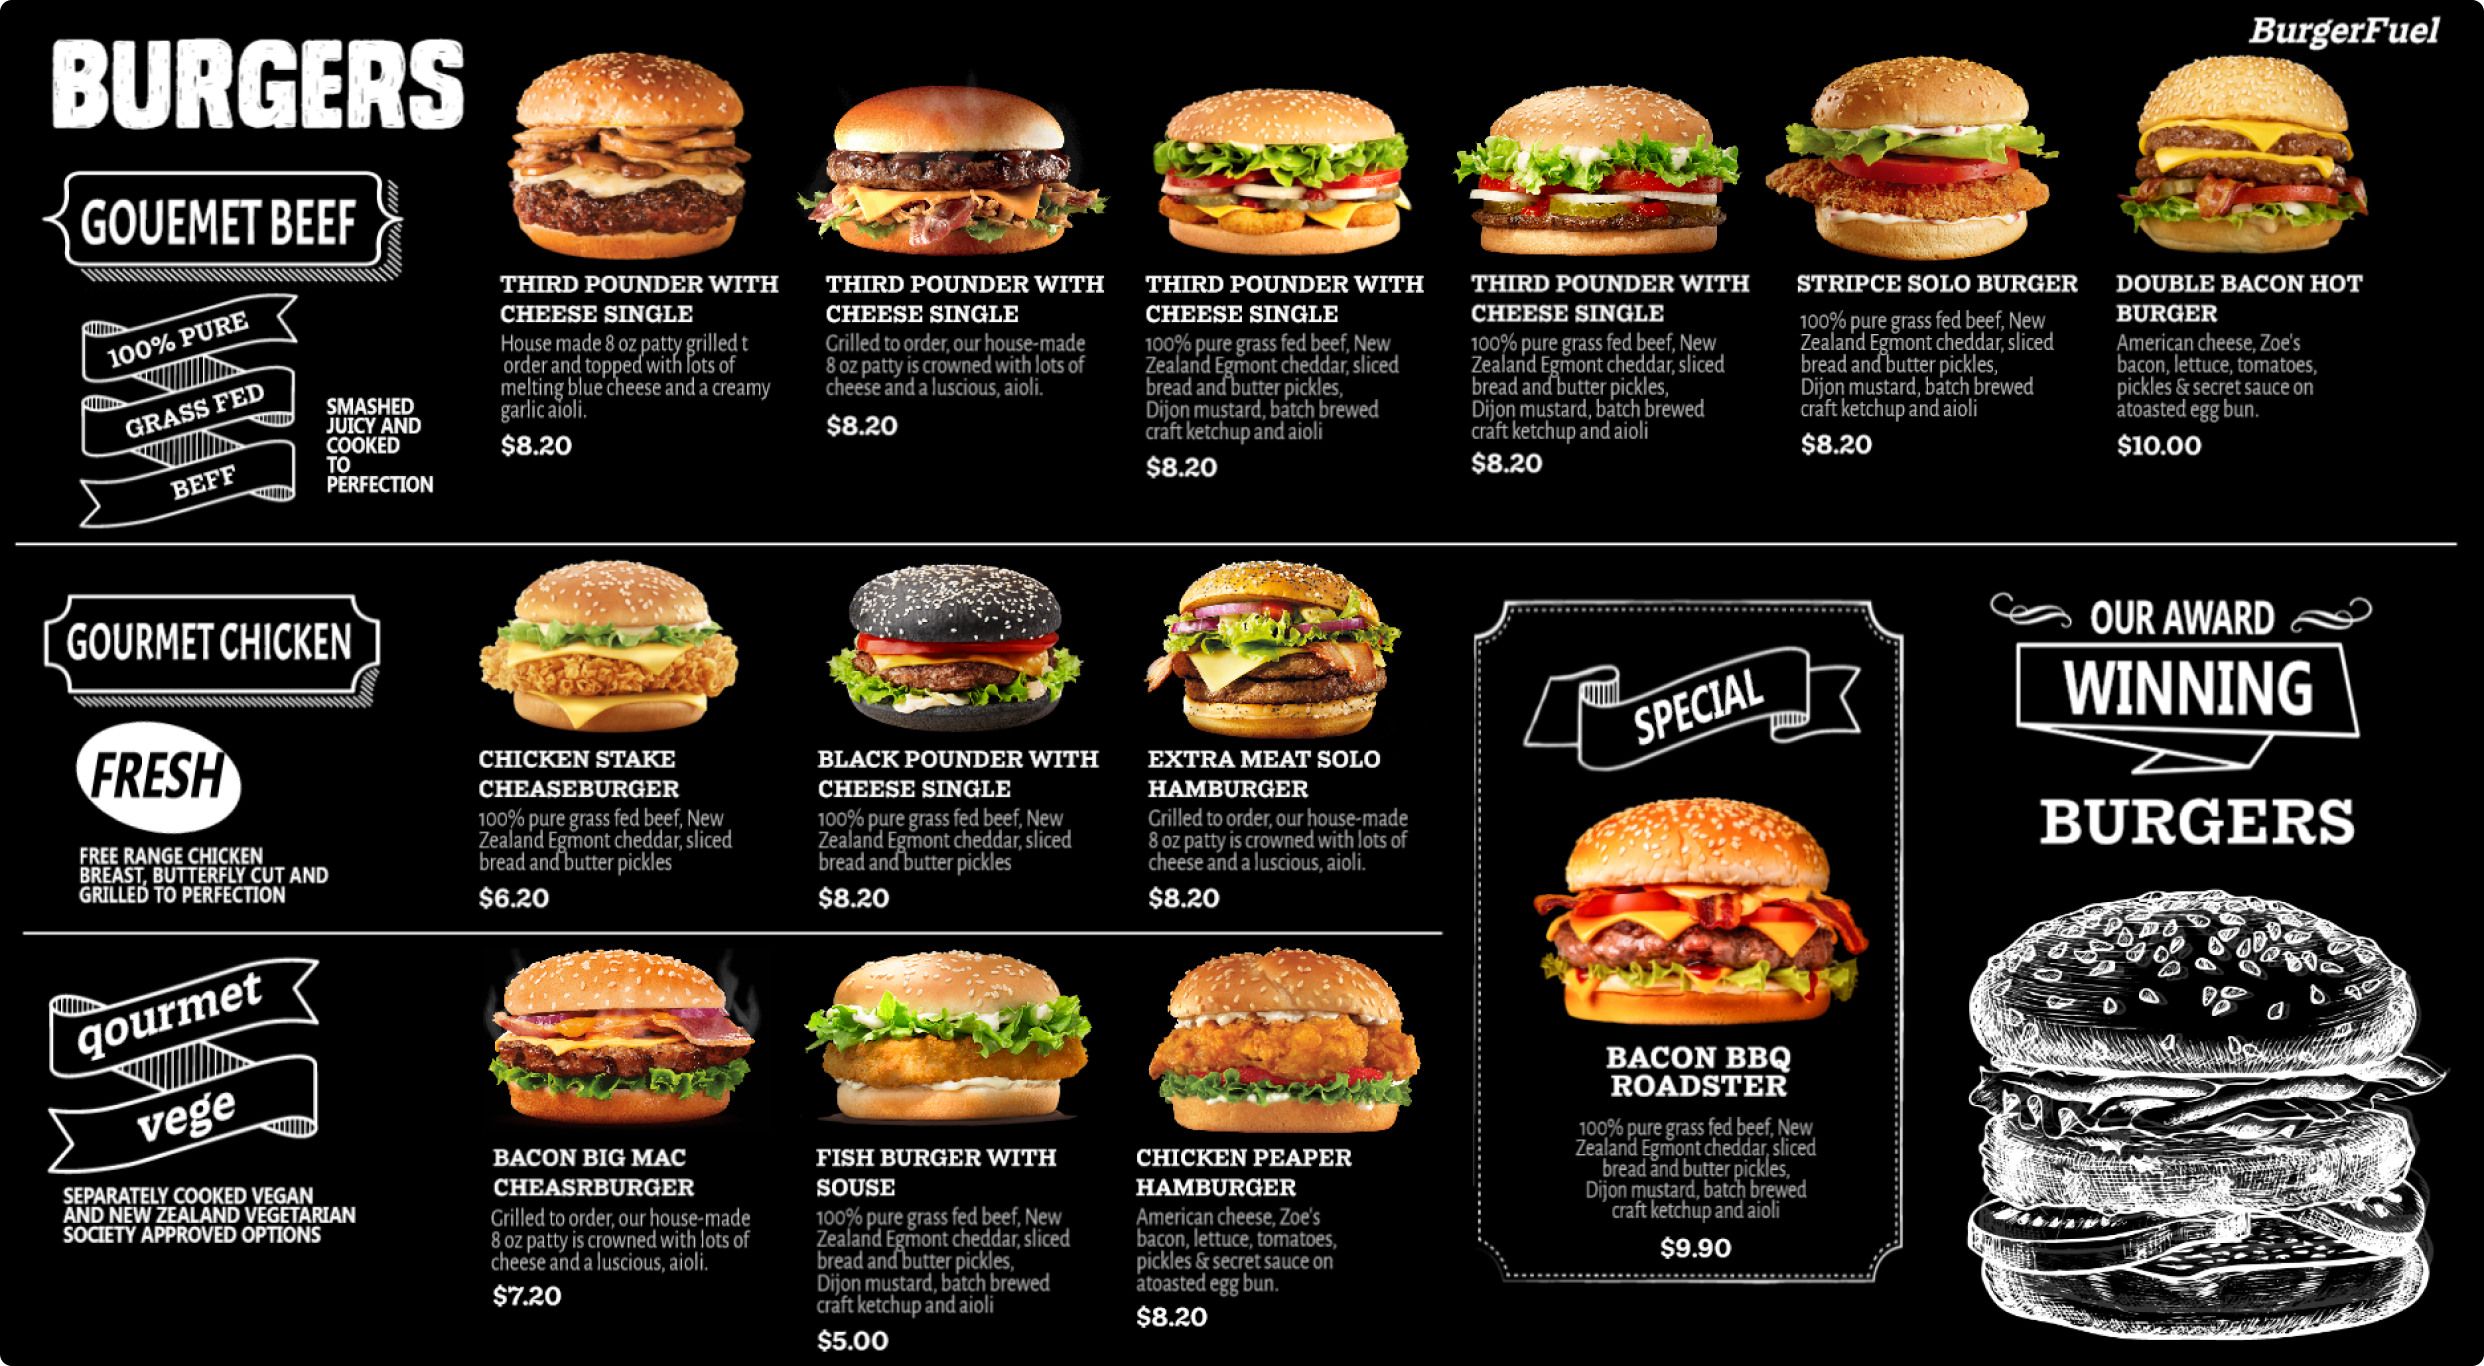 BURGERS
BurgerFuel
GOUEMET BEEF
100% PURE
GRASS FED
BEFF
SMASHED
JUICY AND
COOKED
TO
PERFECTION
THIRD POUNDER WITH
CHEESE SINGLE
House made 8 oz patty grilled t
order and topped with lots of
melting blue cheese and a creamy
garlic aioli.
$8.20
THIRD POUNDER WITH
CHEESE SINGLE
Grilled to order, our house-made
8 oz patty is crowned with lots of
cheese and a luscious, aioli.
$8.20
THIRD POUNDER WITH
CHEESE SINGLE
100% pure grass fed beef, New
Zealand Egmont cheddar, sliced
bread and butter pickles,
Dijon mustard, batch brewed
craft ketchup and aioli
$8.20
THIRD POUNDER WITH
CHEESE SINGLE
100% pure grass fed beef, New
Zealand Egmont cheddar, sliced
bread and butter pickles,
Dijon mustard, batch brewed
craft ketchup and aioli
$8.20
STRIPCE SOLO BURGER
100% pure grass fed beef, New
Zealand Egmont cheddar, sliced
bread and butter pickles,
Dijon mustard, batch brewed
craft ketchup and aioli
$8.20
DOUBLE BACON HOT
BURGER
American cheese, Zoe's
bacon, lettuce, tomatoes,
pickles & secret sauce on
atoasted egg bun.
$10.00
GOURMET CHICKEN
FRESH
FREE RANGE CHICKEN
BREAST, BUTTERFLY CUT AND
GRILLED TO PERFECTION
CHICKEN STAKE
CHEASEBURGER
100% pure grass fed beef, New
Zealand Egmont cheddar, sliced
bread and butter pickles
$6.20
BLACK POUNDER WITH
CHEESE SINGLE
100% pure grass fed beef, New
Zealand Egmont cheddar, sliced
bread and butter pickles
$8.20
EXTRA MEAT SOLO
HAMBURGER
Grilled to order, our house-made
8 oz patty is crowned with lots of
cheese and a luscious, aioli.
$8.20
qourmet
vege
SEPARATELY COOKED VEGAN
AND NEW ZEALAND VEGETARIAN
SOCIETY APPROVED OPTIONS
BACON BIG MAC
CHEASRBURGER
Grilled to order, our house-made
8 oz patty is crowned with lots of
cheese and a luscious, aioli.
$7.20
FISH BURGER WITH
SOUSE
100% pure grass fed beef, New
Zealand Egmont cheddar, sliced
bread and butter pickles,
Dijon mustard, batch brewed
craft ketchup and aioli
$5.00
CHICKEN PEAPER
HAMBURGER
American cheese, Zoe's
bacon, lettuce, tomatoes,
pickles & secret sauce on
atoasted egg bun.
$8.20
SPECIAL
BACON BBQ
ROADSTER
100% pure grass fed beef, New
Zealand Egmont cheddar, sliced
bread and butter pickles,
Dijon mustard, batch brewed
craft ketchup and aioli
$9.90
OUR AWARD
WINNING
BURGERS